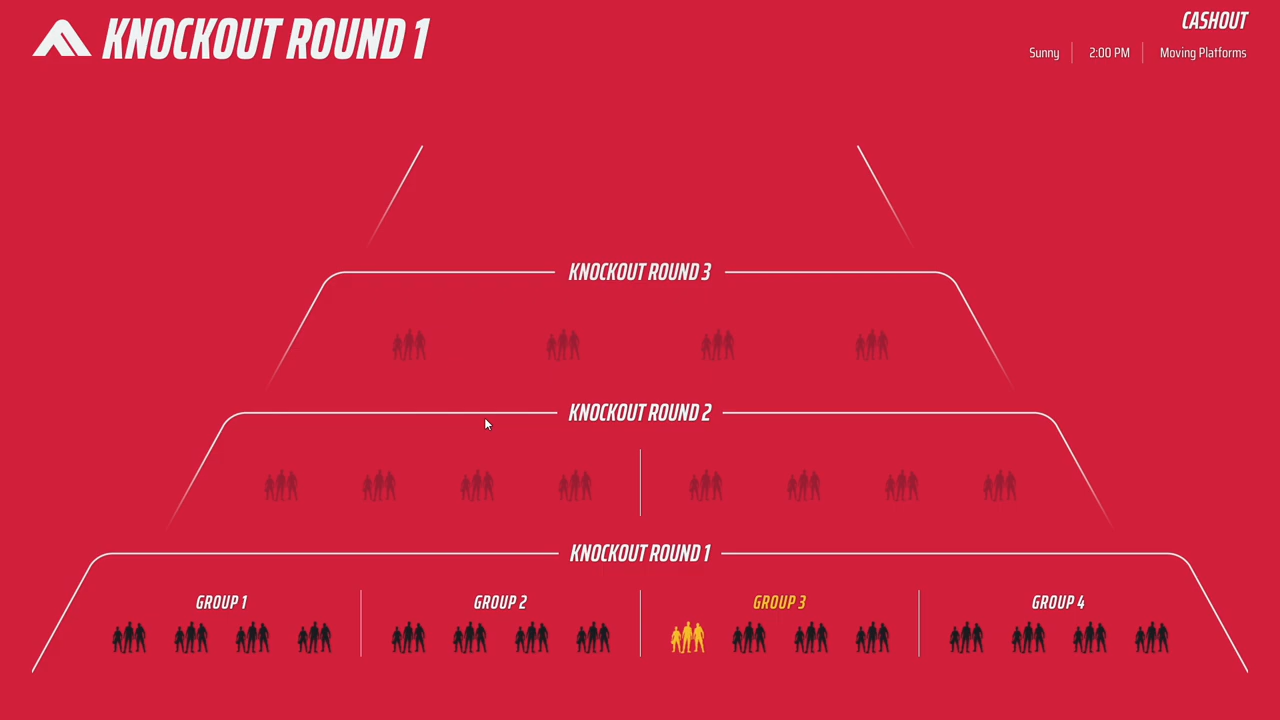 KNOCKOUT ROUND 1
CASHOUT
Sunny 2:00 PM Moving Platforms
KNOCKOUT ROUND 3
KNOCKOUT ROUND 2
KNOCKOUT ROUND 1
GROUP 1 GROUP 2 GROUP 3 GROUP 4